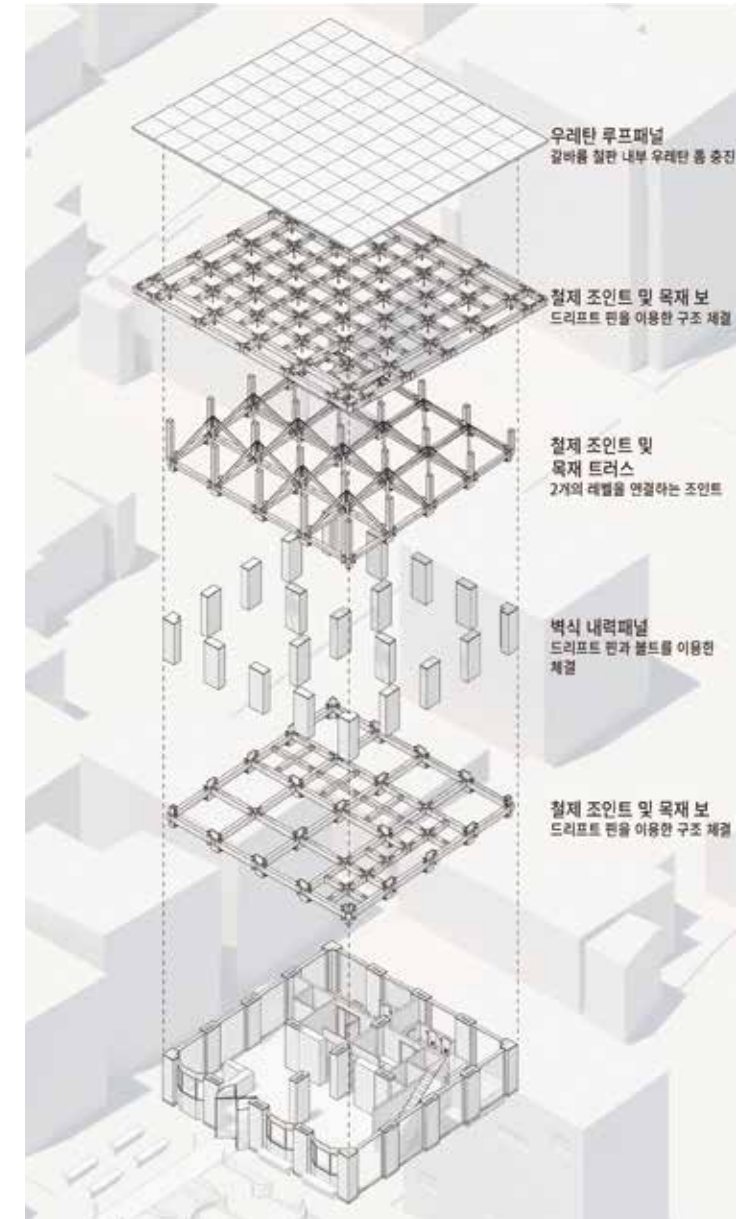 우레탄 루프패널
갈바륨 철판 내부 우레탄 폼 충진
철제 조인트 및 목재 보
드리프트 핀을 이용한 구조 체결
철제 조인트 및
목재 트러스
2개의 레벨을 연결하는 조인트
벽식 내력패널
드리프트 핀과 볼트를 이용한
체결
철제 조인트 및 목재 보
드리프트 핀을 이용한 구조 체결